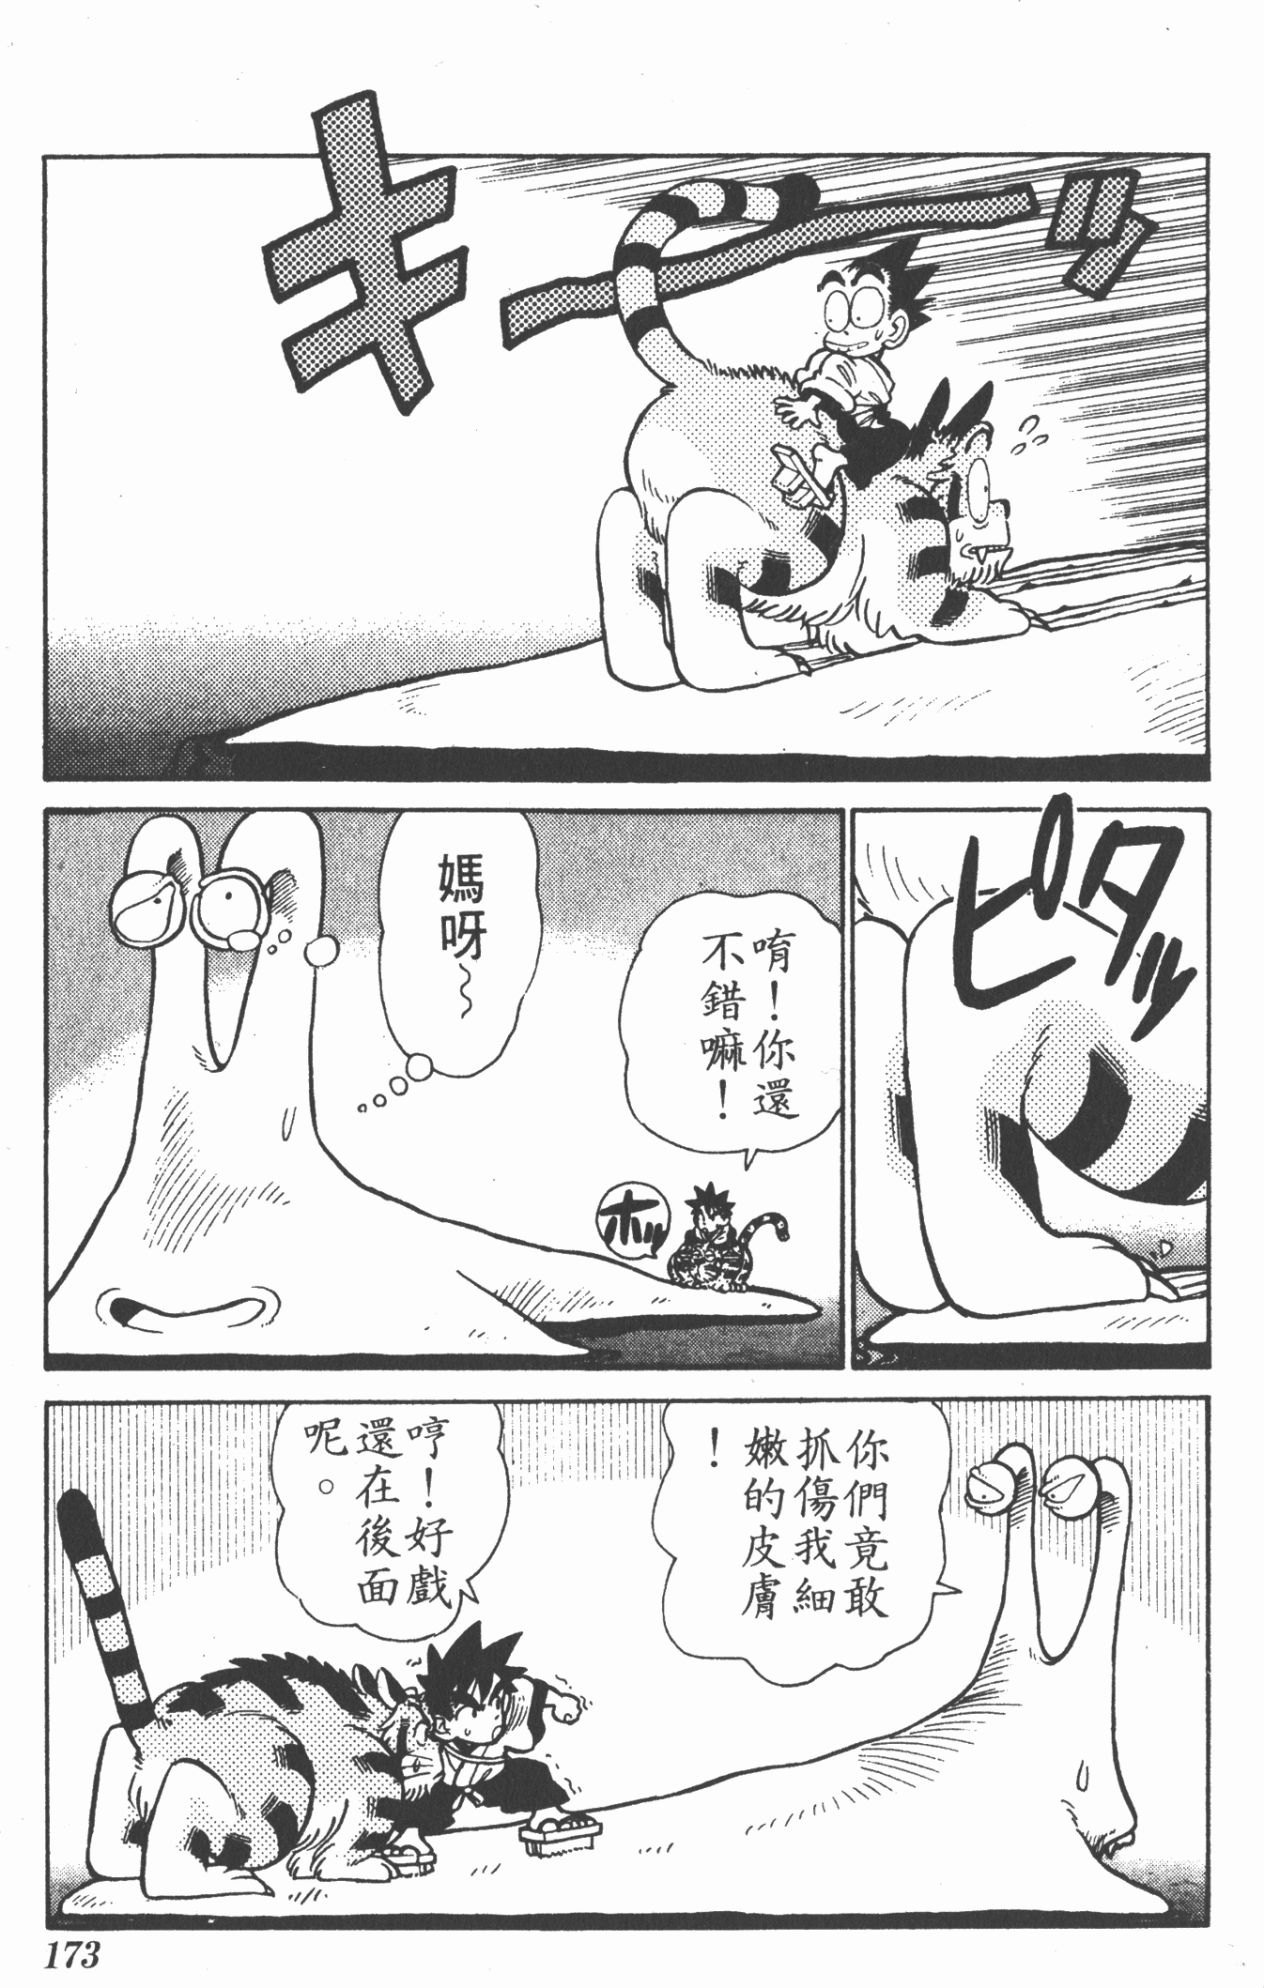 キーッ
ピタッ
唷！你還
不錯嘛！
ホッ
媽呀～
你們竟敢
抓傷我細
嫩的皮膚
！
哼！好戲
還在後面
呢。
173